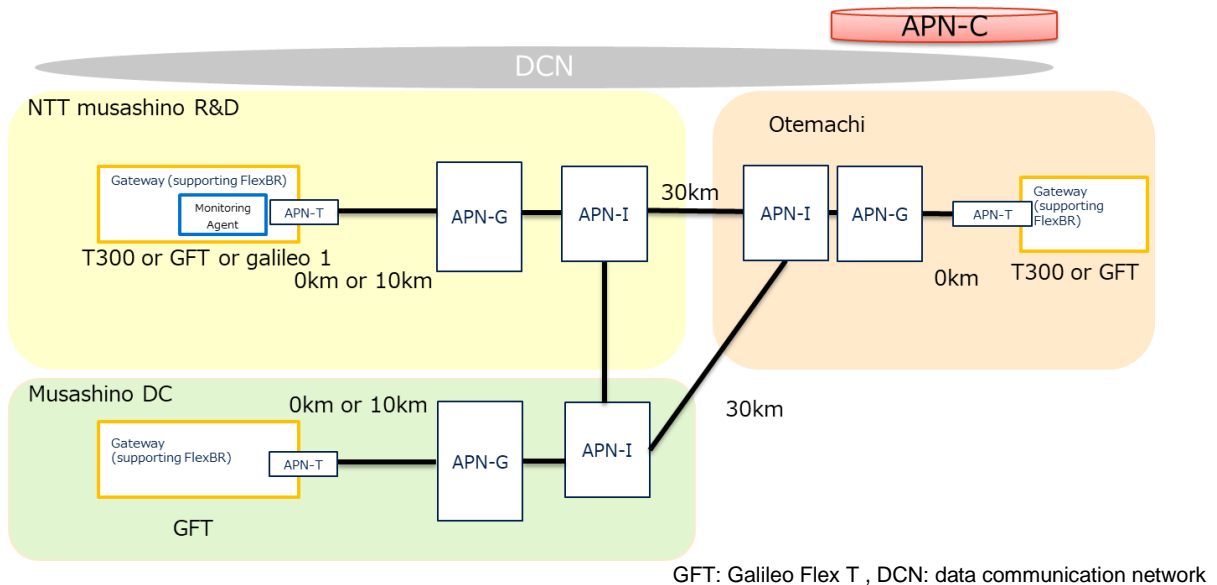 APN-C
DCN
NTT musashino R&D
Gateway (supporting FlexBR)
Monitoring
Agent
APN-T
T300 or GFT or galileo 1
0km or 10km
APN-G
APN-I
30km
Otemachi
APN-I
APN-G
0km
APN-T
Gateway
(supporting
FlexBR)
T300 or GFT
Musashino DC
0km or 10km
Gateway
(supporting FlexBR)
APN-T
GFT
APN-G
APN-I
30km
GFT: Galileo Flex T , DCN: data communication network